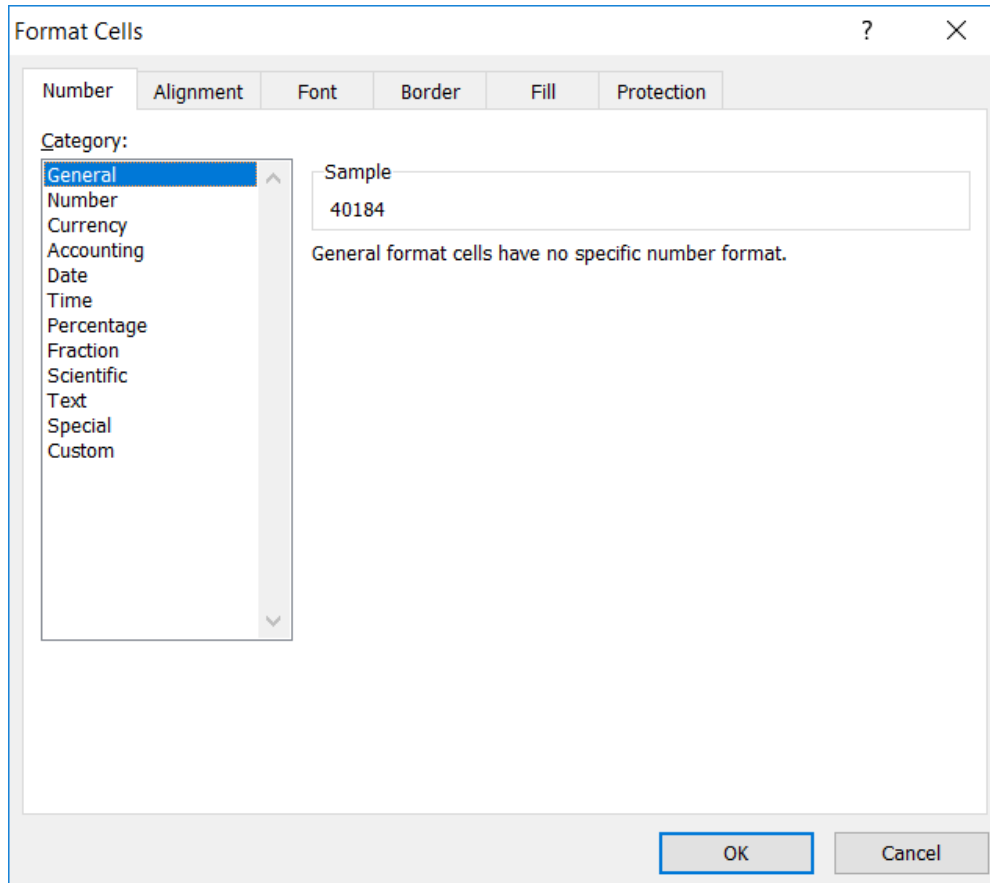 Format Cells ?
Number Alignment Font Border Fill Protection
Category:
General
Number
Currency
Accounting
Date
Time
Percentage
Fraction
Scientific
Text
Special
Custom
Sample
40184
General format cells have no specific number format.
OK Cancel